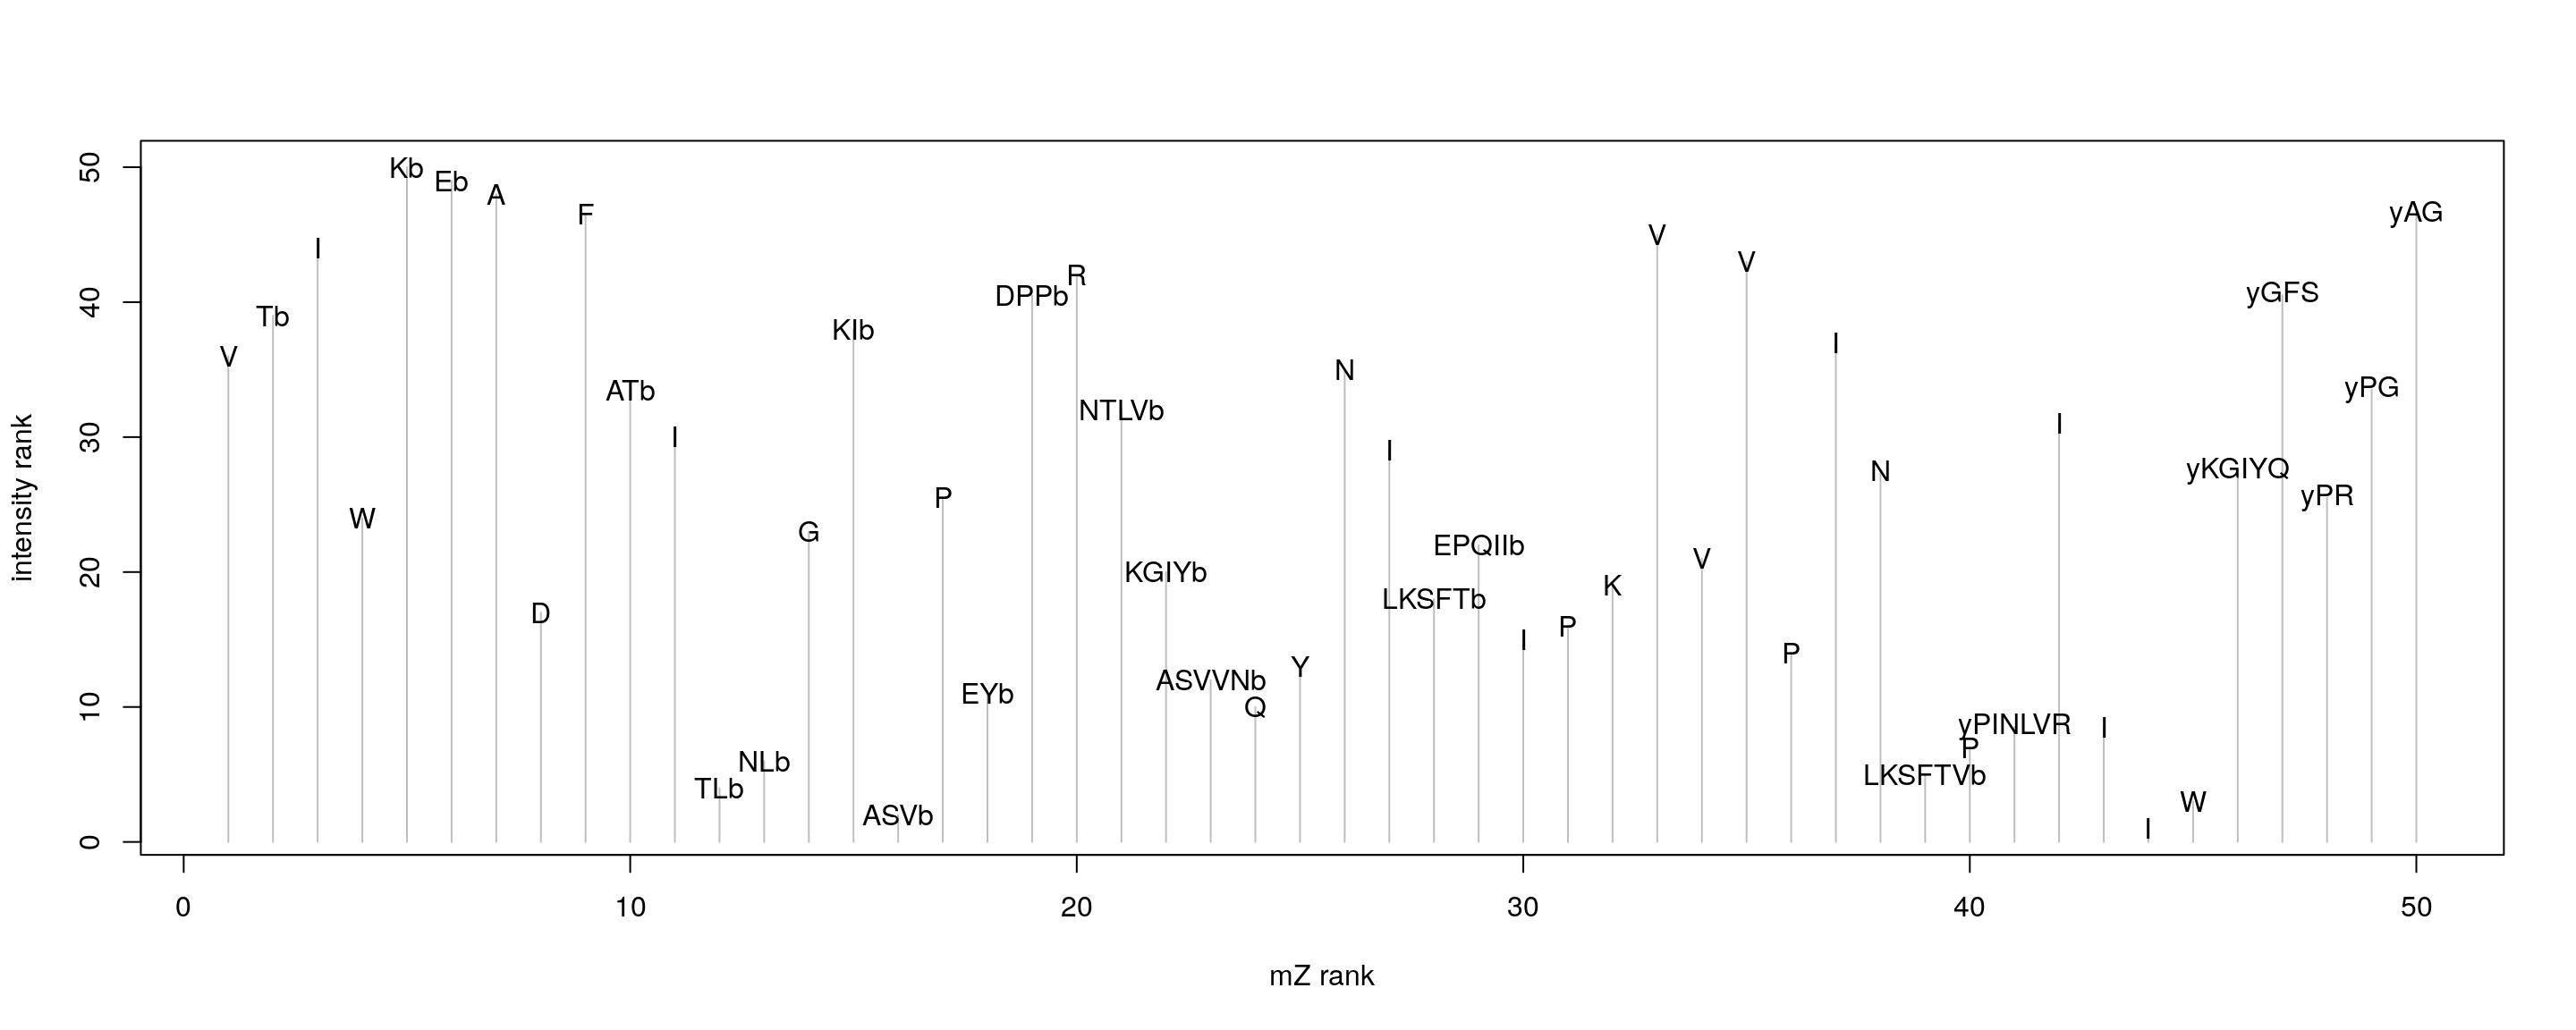 50
40
30
20
10
0
intensity rank
V
Tb
I
W
Kb
Eb
A
D
F
ATb
I
TLb
NLb
G
KIb
ASVb
P
EYb
DPPb
R
NTLVb
KGIYb
ASVVNb
Q
Y
N
I
LKSFTb
EPQIIb
I
P
K
V
V
V
P
I
N
LKSFTVb
P
yPINLVR
I
I
I
W
yKGIYQ
yGFS
yPR
yPG
yAG
0
10
20
30
40
50
mZ rank